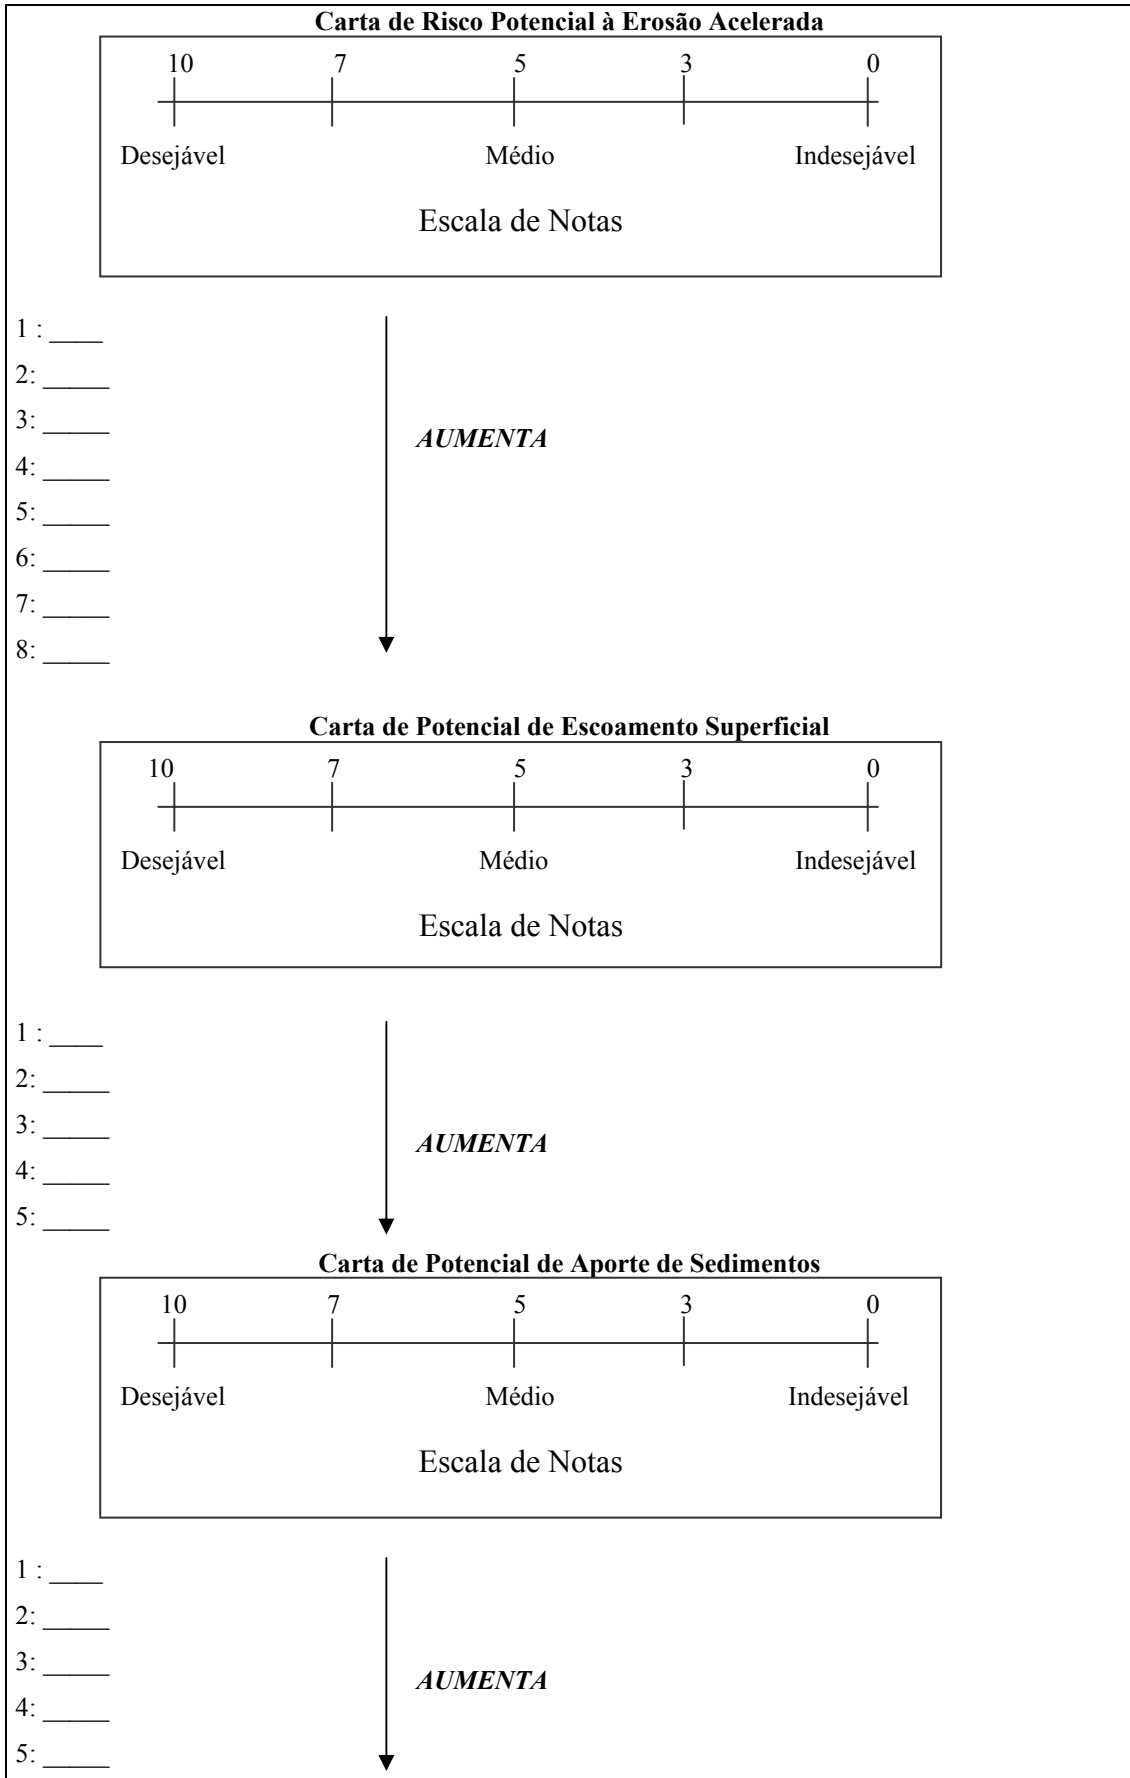 Carta de Risco Potencial à Erosão Acelerada
10 7 5 3 0
Desejável Médio Indesejável
Escala de Notas
1 : ____
2: _____
3: _____
4: _____
AUMENTA
5: _____
6: _____
7: _____
8: _____
Carta de Potencial de Escoamento Superficial
10 7 5 3 0
Desejável Médio Indesejável
Escala de Notas
1 : ____
2: _____
3: _____
AUMENTA
4: _____
5: _____
Carta de Potencial de Aporte de Sedimentos
10 7 5 3 0
Desejável Médio Indesejável
Escala de Notas
1 : ____
2: _____
3: _____
AUMENTA
4: _____
5: _____